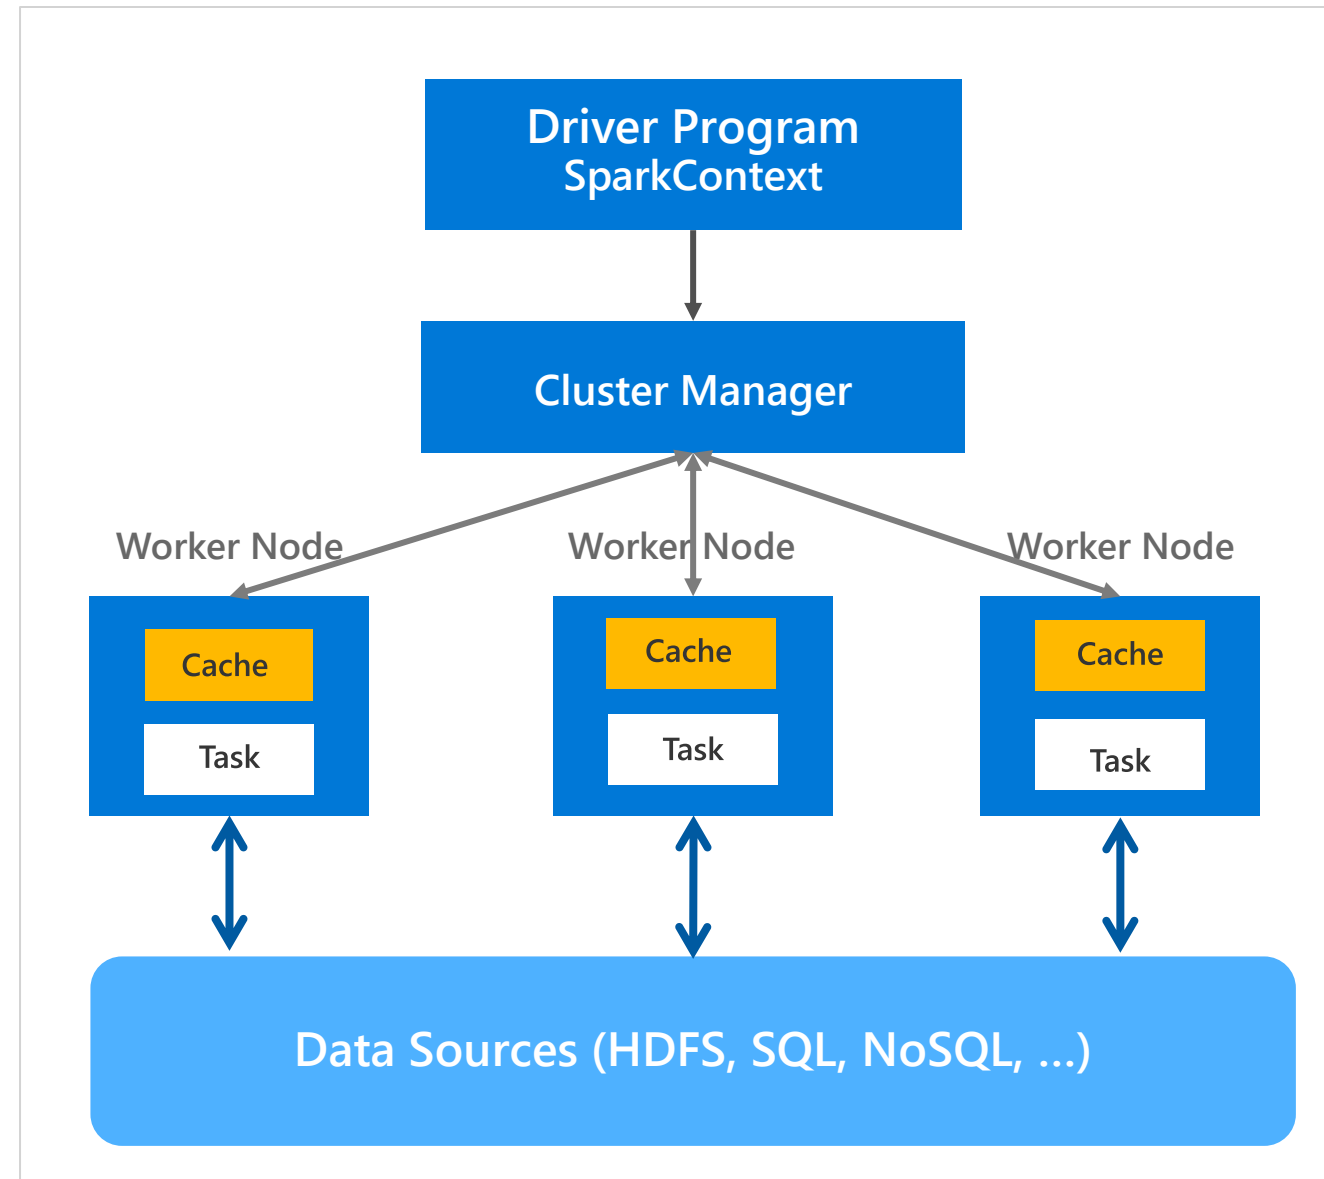 Driver Program
SparkContext
Cluster Manager
Worker Node
Worker Node
Worker Node
Cache
Task
Cache
Task
Cache
Task
Data Sources (HDFS, SQL, NoSQL, ...)